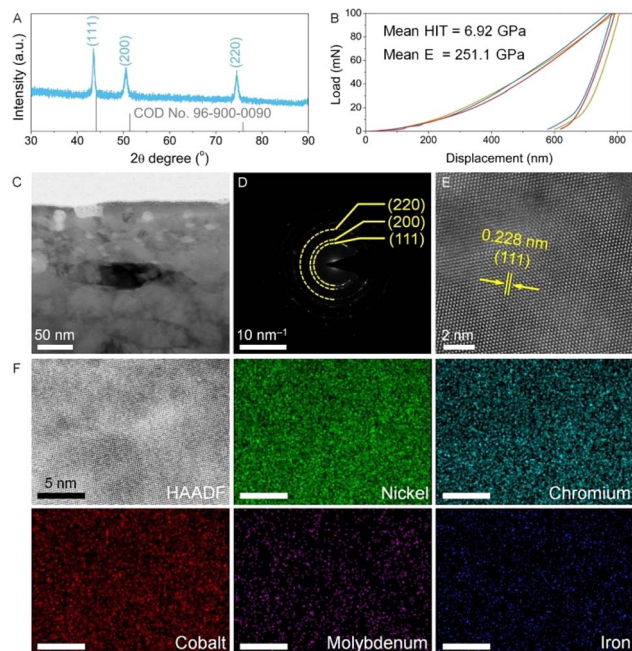 A
Intensity (a.u.)
(111)
(200)
(220)
COD No. 96-900-0090
30 40 50 60 70 80 90
2θ degree (°)
B
Load (mN)
100
80
60
40
20
0
Mean HIT = 6.92 GPa
Mean E = 251.1 GPa
0 200 400 600 800
Displacement (nm)
C
50 nm
D
(220)
(200)
(111)
10 nm⁻¹
E
0.228 nm
(111)
2 nm
F
5 nm
HAADF
Nickel
Chromium
Cobalt
Molybdenum
Iron